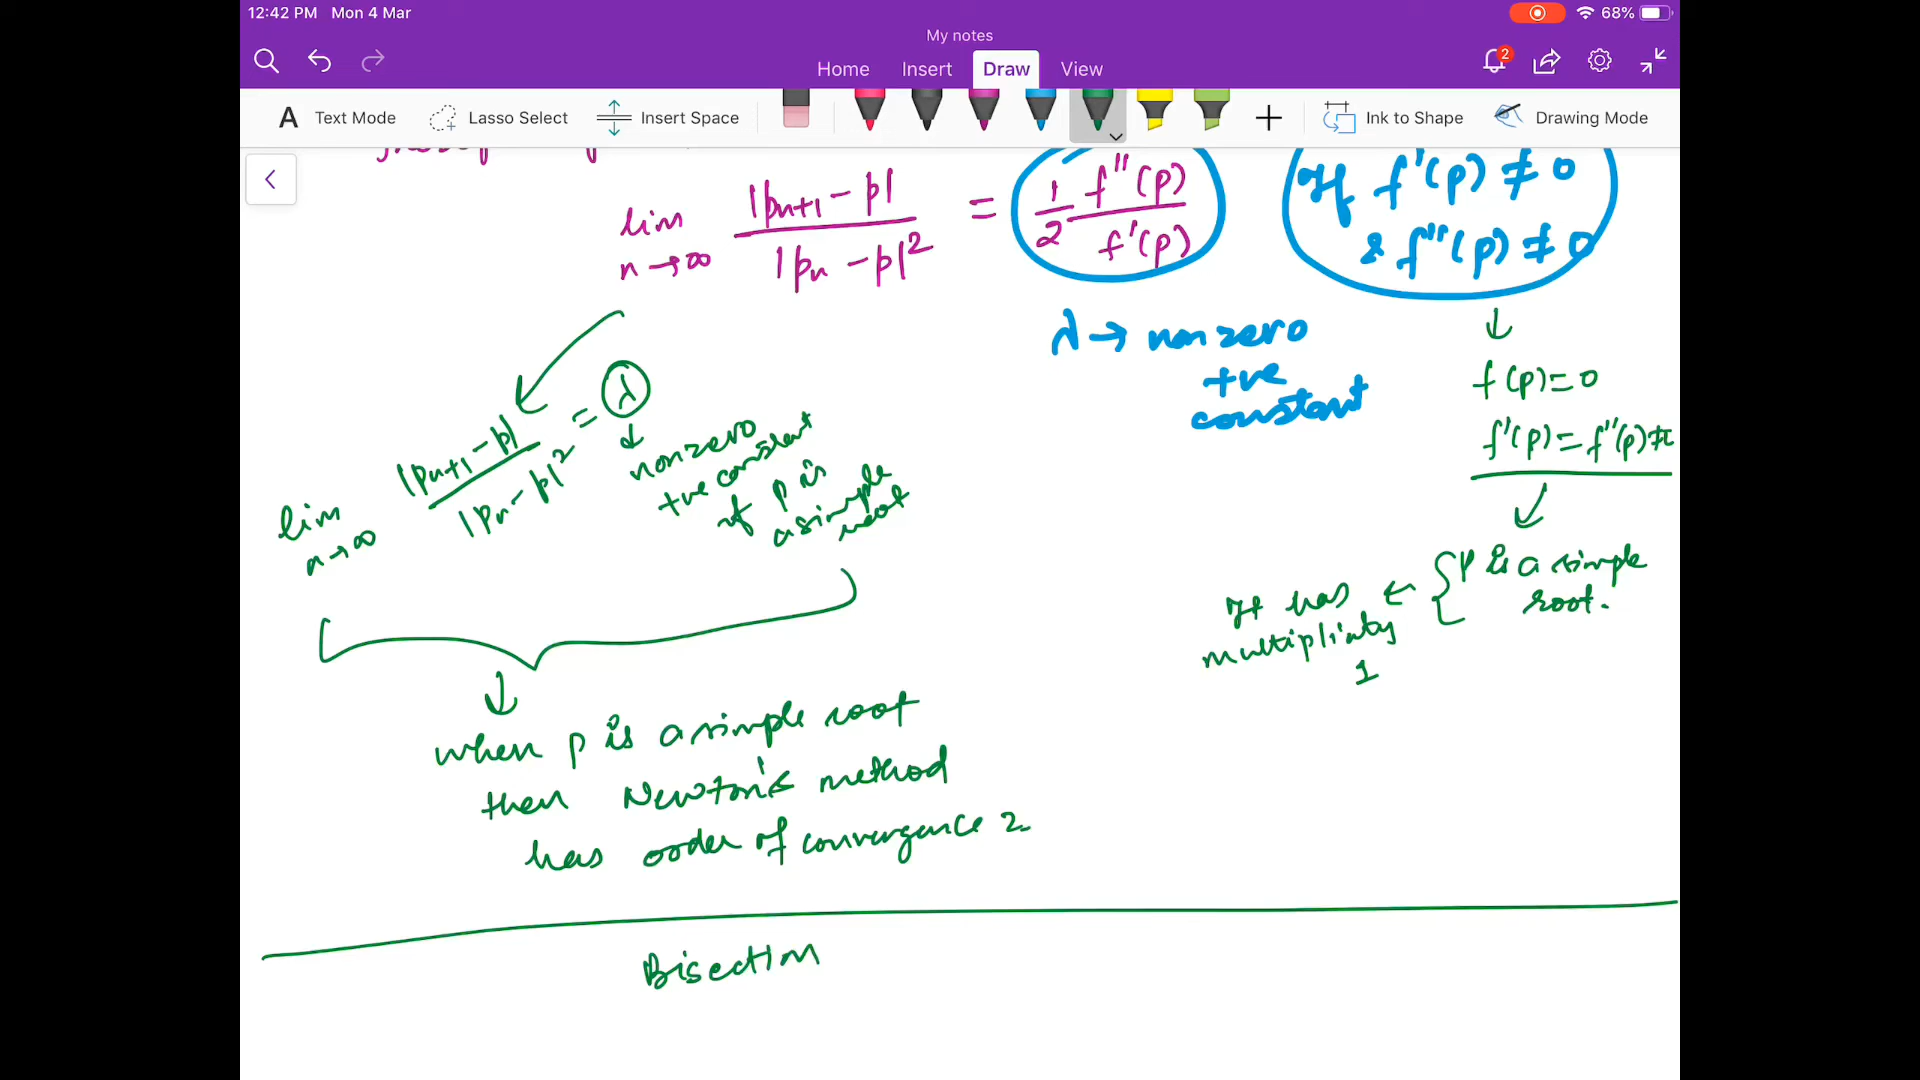 12:42 PM Mon 4 Mar
68%
My notes
2
Home Insert Draw View
A Text Mode Lasso Select Insert Space Ink to Shape Drawing Mode
lim n→∞ |pn+1 - p| / |pn - p|² = 1/2 f''(p) / f'(p)
If f'(p) ≠ 0
& f''(p) ≠ 0
λ → nonzero
+ve
constant
↓
f(p)=0
f'(p)=f''(p)≠
lim n→∞ |pn+1 - p| / |pn - p|² = λ
↓
nonzero
+ve constant
if p is
a simple
root
↓
p is a simple
root.
←
It has
multiplicity
1
↓
when p is a simple root
then Newton's method
has order of convergence 2
Bisection